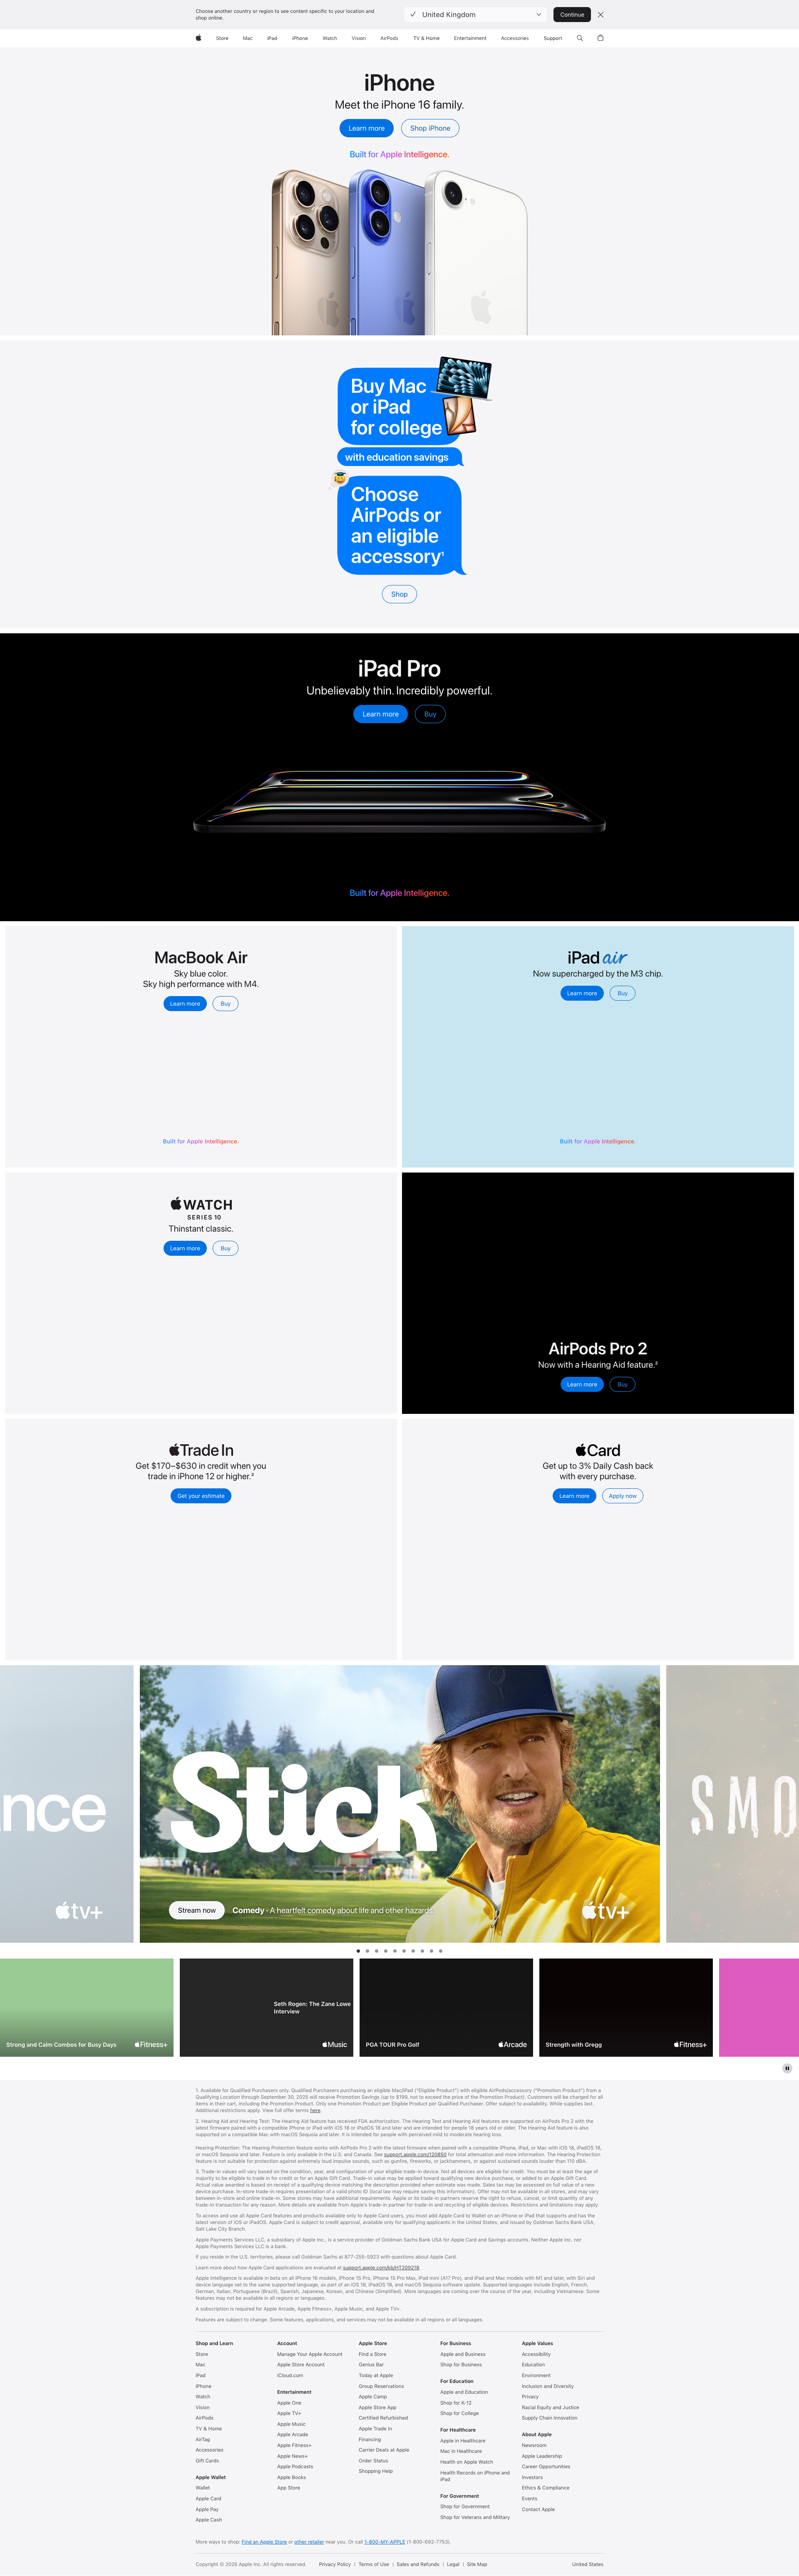 Choose another country or region to see content specific to your location and
shop online.
United Kingdom
Continue
Store Mac iPad iPhone Watch Vision AirPods TV & Home Entertainment Accessories Support
iPhone
Meet the iPhone 16 family.
Learn more Shop iPhone
Built for Apple Intelligence.
Buy Mac
or iPad
for college
with education savings
Choose
AirPods or
an eligible
accessory¹
Shop
iPad Pro
Unbelievably thin. Incredibly powerful.
Learn more Buy
Built for Apple Intelligence.
MacBook Air
Sky blue color.
Sky high performance with M4.
Learn more Buy
Built for Apple Intelligence.
iPad air
Now supercharged by the M3 chip.
Learn more Buy
Built for Apple Intelligence.
WATCH
SERIES 10
Thinstant classic.
Learn more Buy
AirPods Pro 2
Now with a Hearing Aid feature.²
Learn more Buy
Trade In
Get $170–$630 in credit when you
trade in iPhone 12 or higher.³
Get your estimate
Card
Get up to 3% Daily Cash back
with every purchase.
Learn more Apply now
nce
tv+
Stick
Stream now Comedy - A heartfelt comedy about life and other hazards.
tv+
SMO
Strong and Calm Combos for Busy Days Fitness+
Seth Rogen: The Zane Lowe
Interview
Music
PGA TOUR Pro Golf Arcade
Strength with Gregg Fitness+
1. Available for Qualified Purchasers only. Qualified Purchasers purchasing an eligible Mac/iPad (“Eligible Product”) with eligible AirPods/accessory (“Promotion Product”) from a
Qualifying Location through September 30, 2025 will receive Promotion Savings (up to $199, not to exceed the price of the Promotion Product). Customers will be charged for all
items in their cart, including the Promotion Product. Only one Promotion Product per Eligible Product per Qualified Purchaser. Offer subject to availability. While supplies last.
Additional restrictions apply. View full offer terms here.
2. Hearing Aid and Hearing Test: The Hearing Aid feature has received FDA authorization. The Hearing Test and Hearing Aid features are supported on AirPods Pro 2 with the
latest firmware paired with a compatible iPhone or iPad with iOS 18 or iPadOS 18 and later and are intended for people 18 years old or older. The Hearing Aid feature is also
supported on a compatible Mac with macOS Sequoia and later. It is intended for people with perceived mild to moderate hearing loss.
Hearing Protection: The Hearing Protection feature works with AirPods Pro 2 with the latest firmware when paired with a compatible iPhone, iPad, or Mac with iOS 18, iPadOS 18,
or macOS Sequoia and later. Feature is only available in the U.S. and Canada. See support.apple.com/120850 for total attenuation and more information. The Hearing Protection
feature is not suitable for protection against extremely loud impulse sounds, such as gunfire, fireworks, or jackhammers, or against sustained sounds louder than 110 dBA.
3. Trade-in values will vary based on the condition, year, and configuration of your eligible trade-in device. Not all devices are eligible for credit. You must be at least the age of
majority to be eligible to trade in for credit or for an Apple Gift Card. Trade-in value may be applied toward qualifying new device purchase, or added to an Apple Gift Card.
Actual value awarded is based on receipt of a qualifying device matching the description provided when estimate was made. Sales tax may be assessed on full value of a new
device purchase. In-store trade-in requires presentation of a valid photo ID (local law may require saving this information). Offer may not be available in all stores, and may vary
between in-store and online trade-in. Some stores may have additional requirements. Apple or its trade-in partners reserve the right to refuse, cancel, or limit quantity of any
trade-in transaction for any reason. More details are available from Apple’s trade-in partner for trade-in and recycling of eligible devices. Restrictions and limitations may apply.
To access and use all Apple Card features and products available only to Apple Card users, you must add Apple Card to Wallet on an iPhone or iPad that supports and has the
latest version of iOS or iPadOS. Apple Card is subject to credit approval, available only for qualifying applicants in the United States, and issued by Goldman Sachs Bank USA,
Salt Lake City Branch.
Apple Payments Services LLC, a subsidiary of Apple Inc., is a service provider of Goldman Sachs Bank USA for Apple Card and Savings accounts. Neither Apple Inc. nor
Apple Payments Services LLC is a bank.
If you reside in the U.S. territories, please call Goldman Sachs at 877-255-5923 with questions about Apple Card.
Learn more about how Apple Card applications are evaluated at support.apple.com/kb/HT209218.
Apple Intelligence is available in beta on all iPhone 16 models, iPhone 15 Pro, iPhone 15 Pro Max, iPad mini (A17 Pro), and iPad and Mac models with M1 and later, with Siri and
device language set to the same supported language, as part of an iOS 18, iPadOS 18, and macOS Sequoia software update. Supported languages include English, French,
German, Italian, Portuguese (Brazil), Spanish, Japanese, Korean, and Chinese (Simplified). More languages are coming over the course of the year, including Vietnamese. Some
features may not be available in all regions or languages.
A subscription is required for Apple Arcade, Apple Fitness+, Apple Music, and Apple TV+.
Features are subject to change. Some features, applications, and services may not be available in all regions or all languages.
Shop and Learn
Store
Mac
iPad
iPhone
Watch
Vision
AirPods
TV & Home
AirTag
Accessories
Gift Cards
Apple Wallet
Wallet
Apple Card
Apple Pay
Apple Cash
Account
Manage Your Apple Account
Apple Store Account
iCloud.com
Entertainment
Apple One
Apple TV+
Apple Music
Apple Arcade
Apple Fitness+
Apple News+
Apple Podcasts
Apple Books
App Store
Apple Store
Find a Store
Genius Bar
Today at Apple
Group Reservations
Apple Camp
Apple Store App
Certified Refurbished
Apple Trade In
Financing
Carrier Deals at Apple
Order Status
Shopping Help
For Business
Apple and Business
Shop for Business
For Education
Apple and Education
Shop for K-12
Shop for College
For Healthcare
Apple in Healthcare
Mac in Healthcare
Health on Apple Watch
Health Records on iPhone and
iPad
For Government
Shop for Government
Shop for Veterans and Military
Apple Values
Accessibility
Education
Environment
Inclusion and Diversity
Privacy
Racial Equity and Justice
Supply Chain Innovation
About Apple
Newsroom
Apple Leadership
Career Opportunities
Investors
Ethics & Compliance
Events
Contact Apple
More ways to shop: Find an Apple Store or other retailer near you. Or call 1-800-MY-APPLE (1-800-692-7753).
Copyright © 2025 Apple Inc. All rights reserved. Privacy Policy | Terms of Use | Sales and Refunds | Legal | Site Map United States